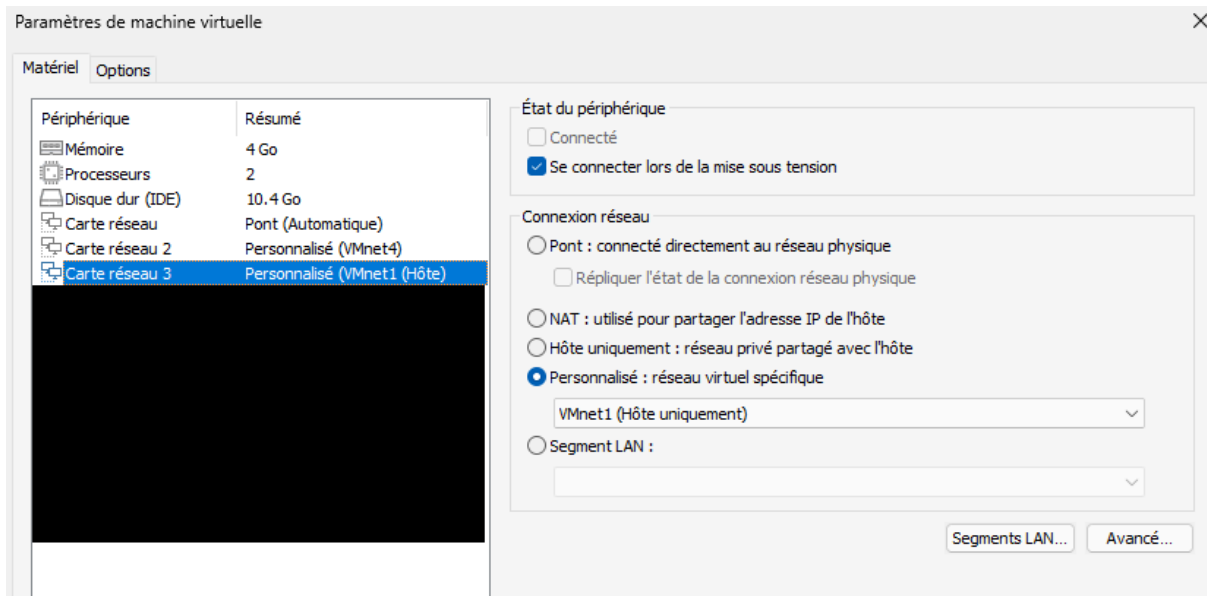 Paramètres de machine virtuelle
Matériel Options
Périphérique Résumé
Mémoire 4 Go
Processeurs 2
Disque dur (IDE) 10.4 Go
Carte réseau Pont (Automatique)
Carte réseau 2 Personnalisé (VMnet4)
Carte réseau 3 Personnalisé (VMnet1 (Hôte)
État du périphérique
Connecté
Se connecter lors de la mise sous tension
Connexion réseau
Pont : connecté directement au réseau physique
Répliquer l'état de la connexion réseau physique
NAT : utilisé pour partager l'adresse IP de l'hôte
Hôte uniquement : réseau privé partagé avec l'hôte
Personnalisé : réseau virtuel spécifique
VMnet1 (Hôte uniquement)
Segment LAN :
Segments LAN... Avancé...